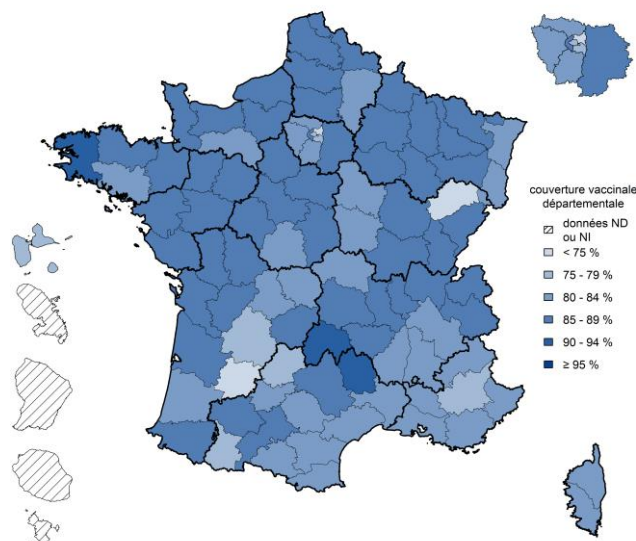 couverture vaccinale
départementale
données ND
ou NI
< 75 %
75 - 79 %
80 - 84 %
85 - 89 %
90 - 94 %
≥ 95 %